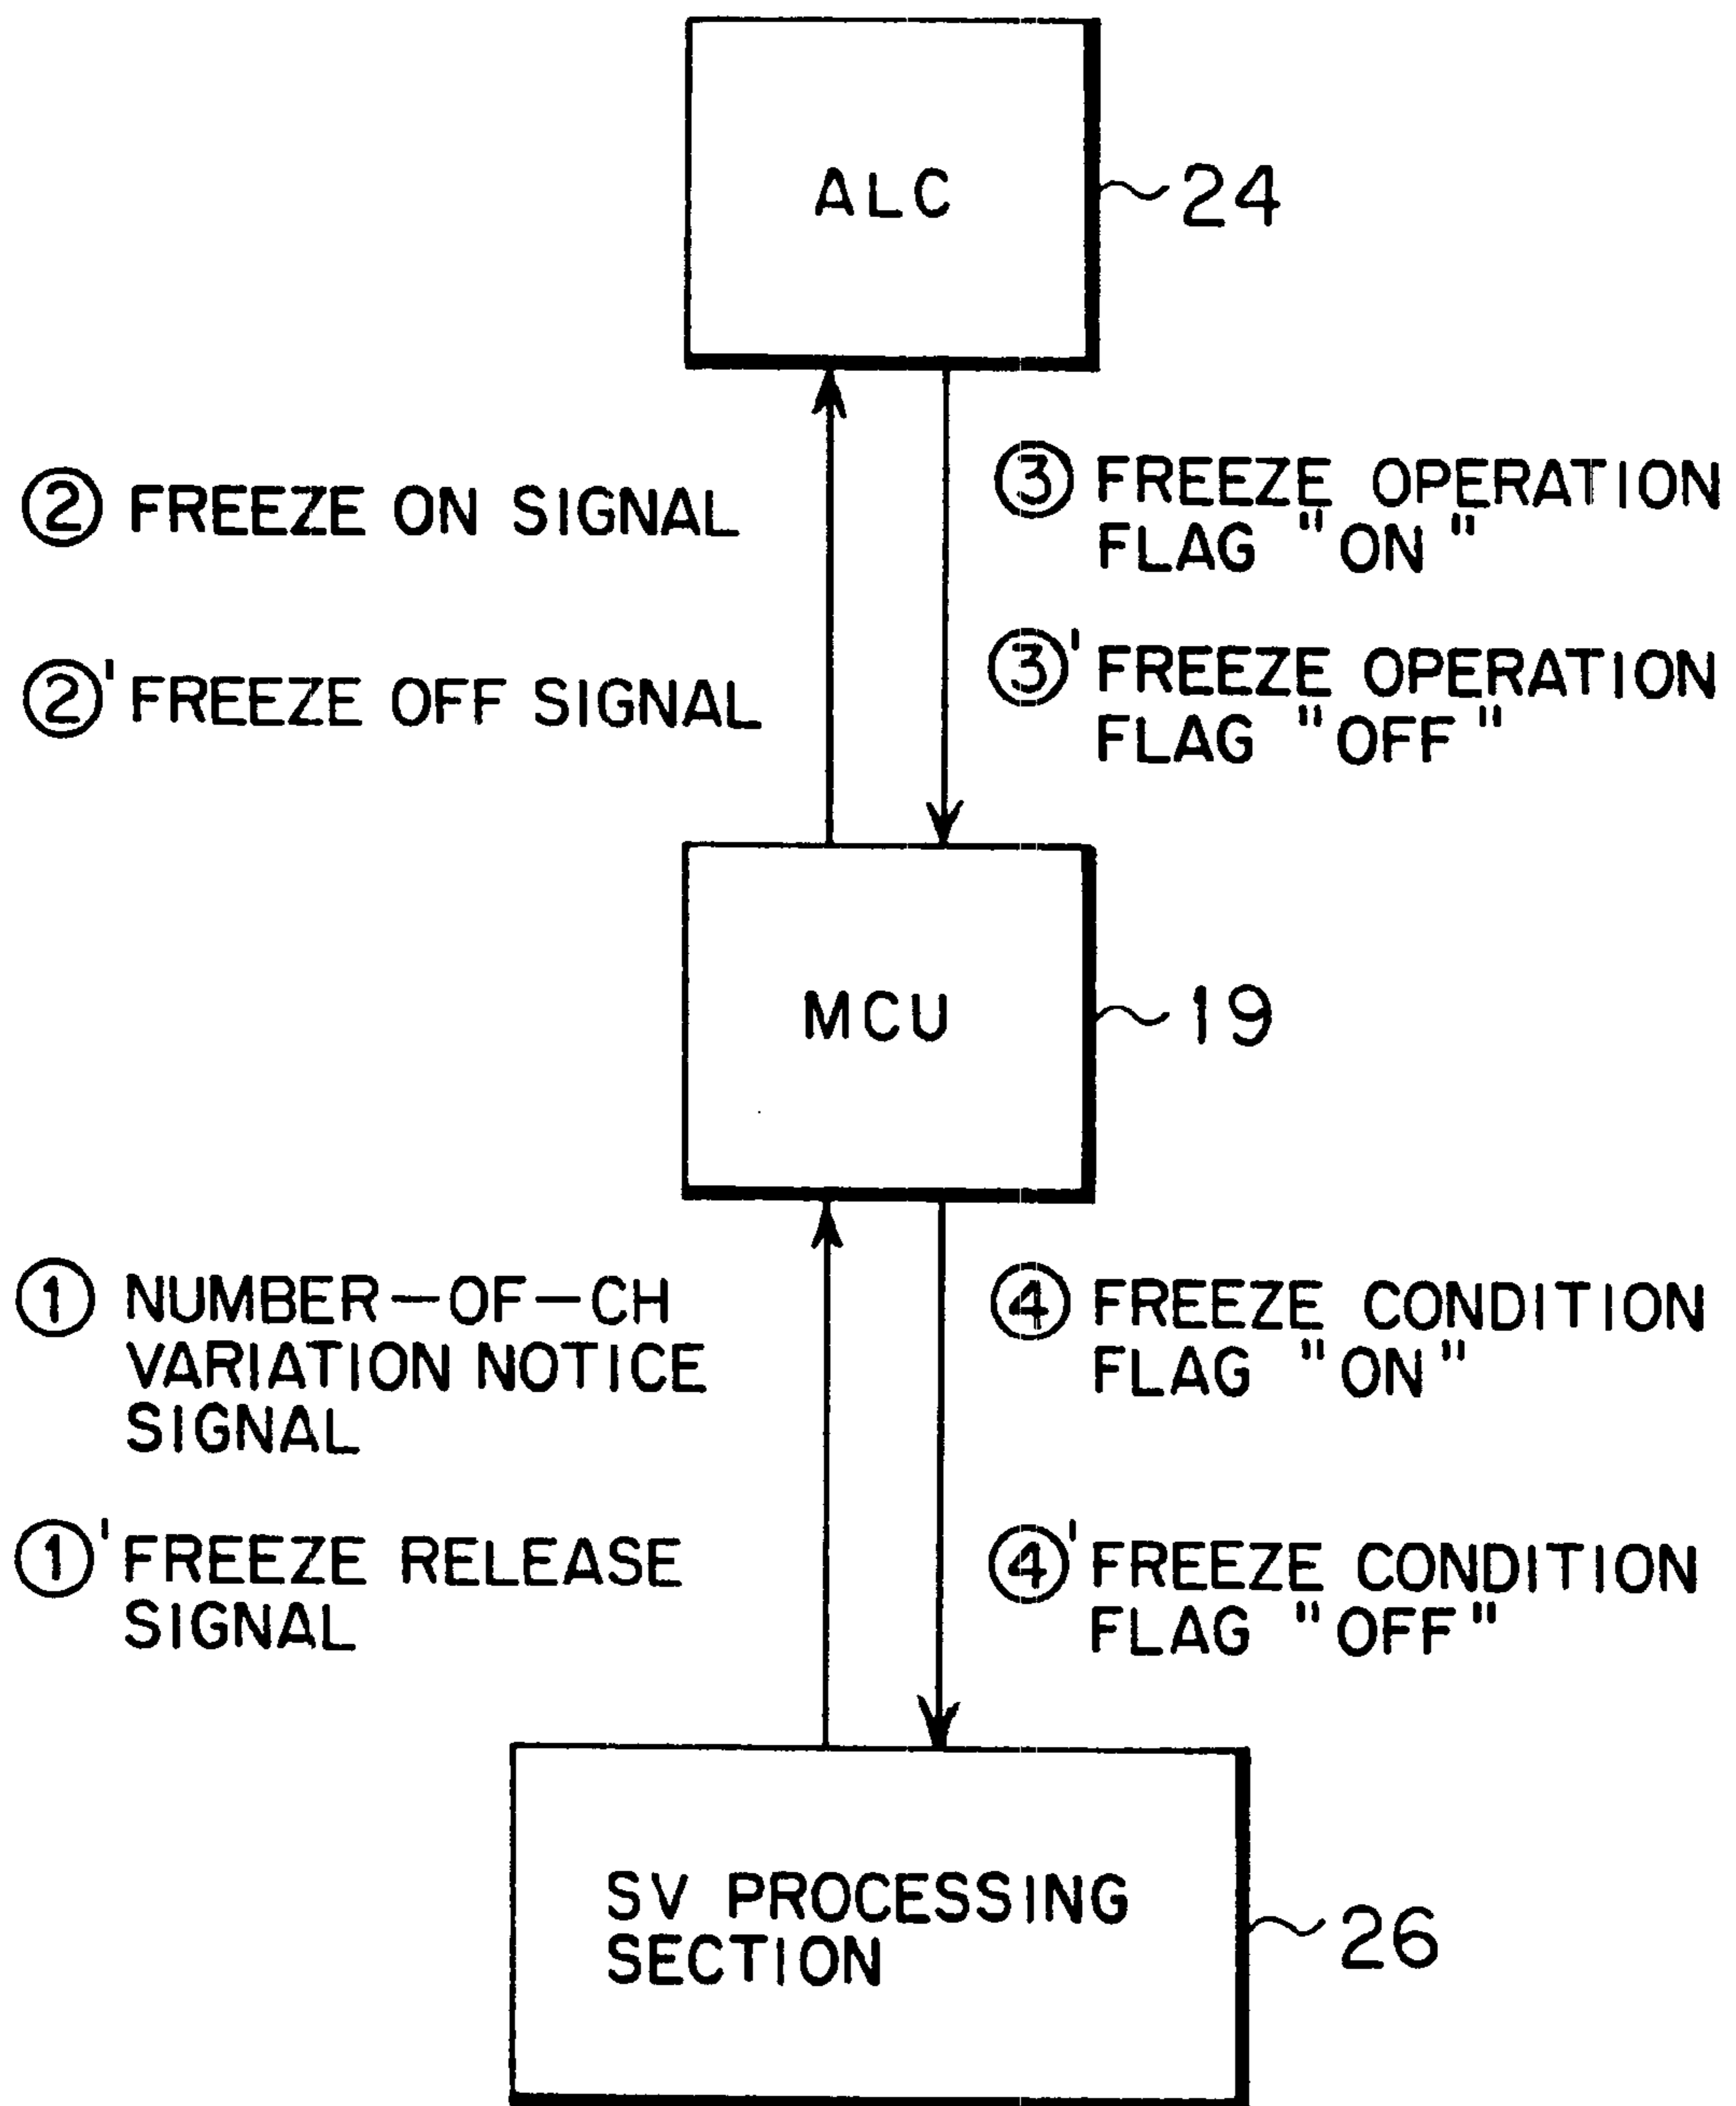 ALC
24
② FREEZE ON SIGNAL
③ FREEZE OPERATION
FLAG "ON"
②' FREEZE OFF SIGNAL
③' FREEZE OPERATION
FLAG "OFF"
MCU
19
① NUMBER-OF-CH
VARIATION NOTICE
SIGNAL
④ FREEZE CONDITION
FLAG "ON"
①' FREEZE RELEASE
SIGNAL
④' FREEZE CONDITION
FLAG "OFF"
SV PROCESSING
SECTION
26